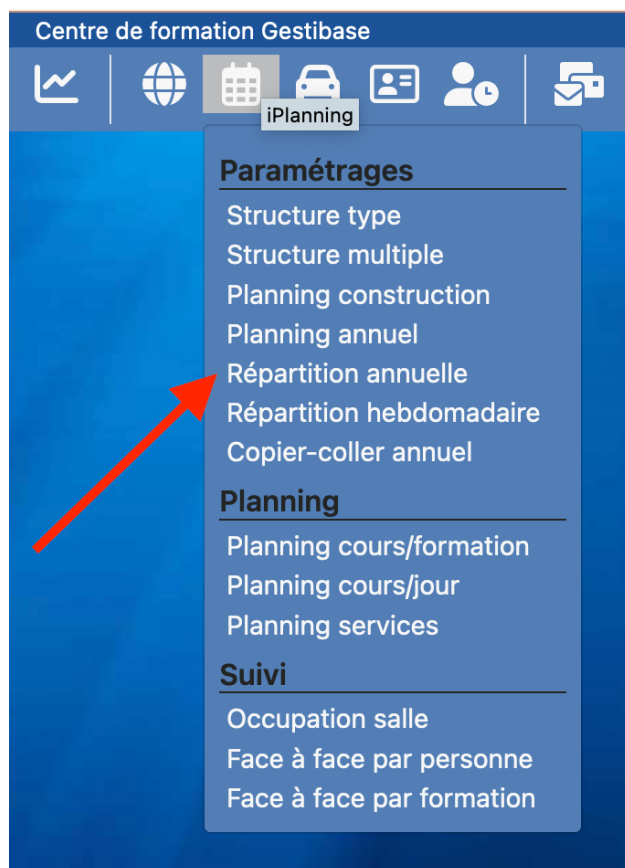 Centre de formation Gestibase
iPlanning
Paramétrages
Structure type
Structure multiple
Planning construction
Planning annuel
Répartition annuelle
Répartition hebdomadaire
Copier-coller annuel
Planning
Planning cours/formation
Planning cours/jour
Planning services
Suivi
Occupation salle
Face à face par personne
Face à face par formation